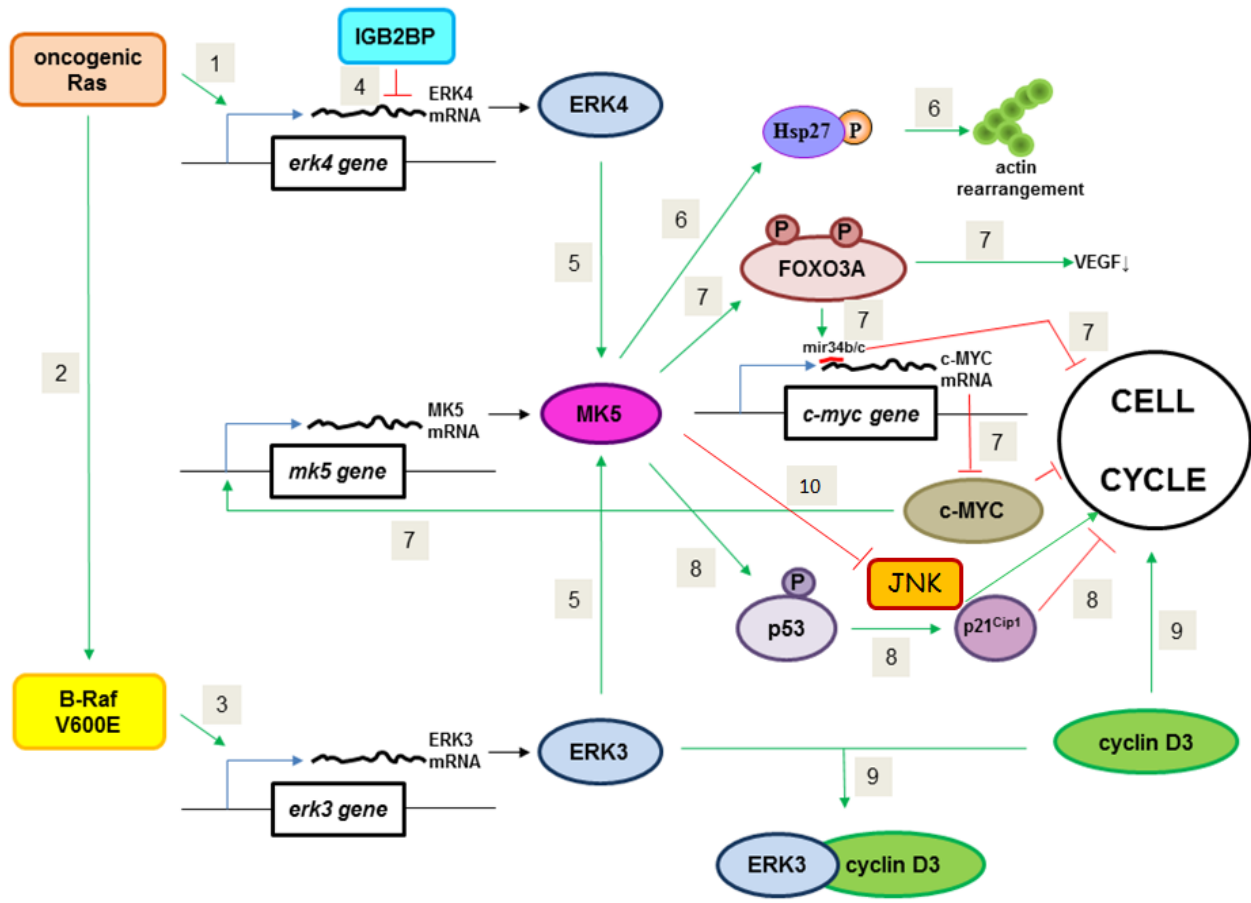 oncogenic
Ras
1
IGB2BP
4
ERK4
mRNA
ERK4
erk4 gene
Hsp27
P
6
actin
rearrangement
5
6
P
P
FOXO3A
7
VEGF↓
7
7
mir34b/c
7
2
MK5
mRNA
MK5
c-MYC
mRNA
c-myc gene
CELL
CYCLE
mk5 gene
7
10
c-MYC
7
8
P
JNK
5
p53
8
p21Cip1
8
9
B-Raf
V600E
3
ERK3
mRNA
ERK3
cyclin D3
9
erk3 gene
ERK3
cyclin D3